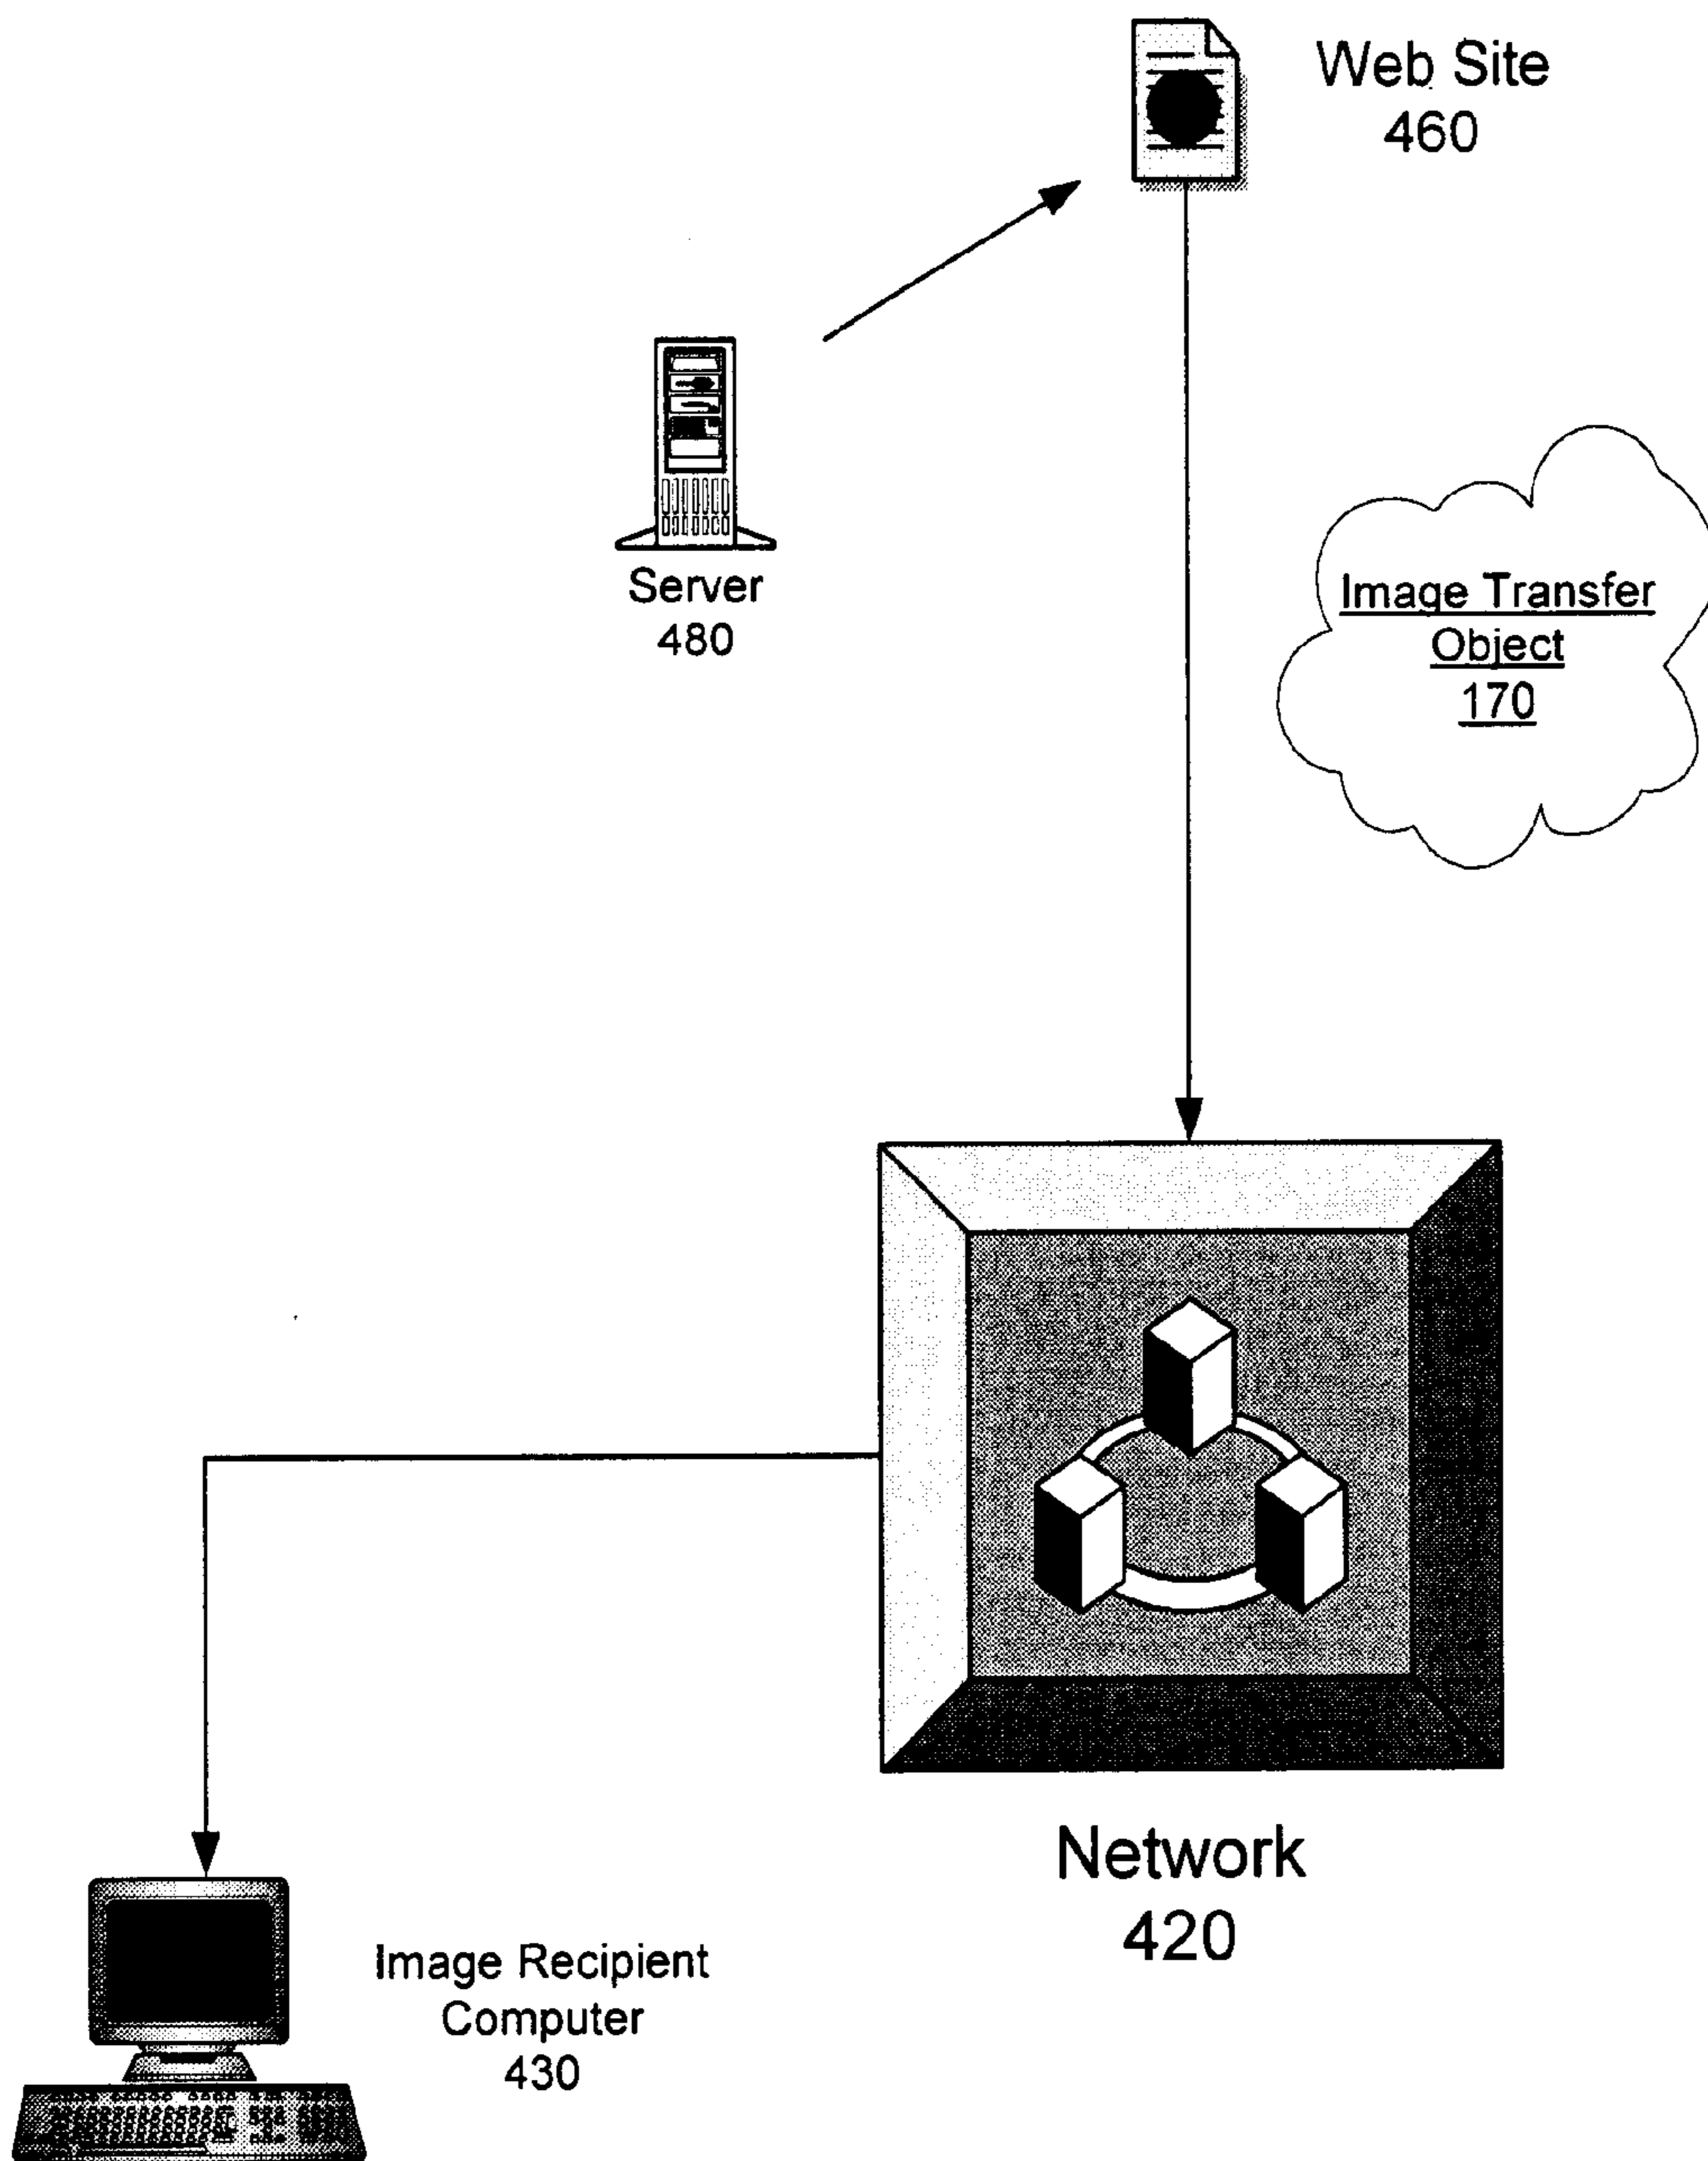 Web Site
460
Server
480
Image Transfer
Object
170
Network
420
Image Recipient
Computer
430